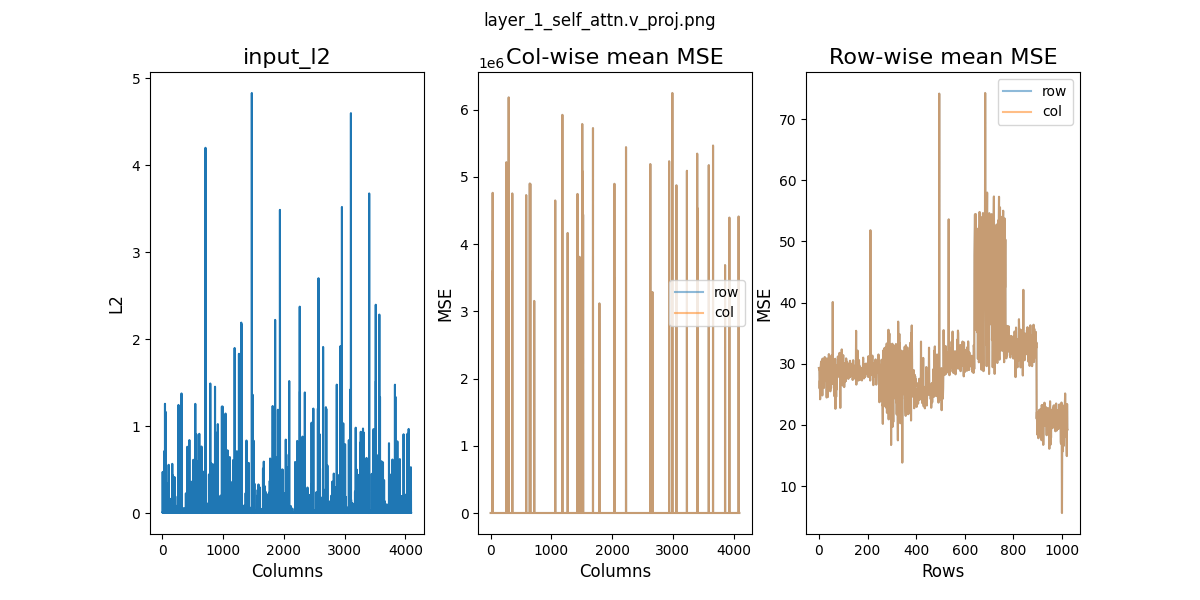 layer_1_self_attn.v_proj.png
input_l2
5
4
3
2
1
0
L2
0 1000 2000 3000 4000
Columns
1e6
Col-wise mean MSE
6
5
4
3
2
1
0
MSE
row
col
0 1000 2000 3000 4000
Columns
Row-wise mean MSE
row
col
70
60
50
40
30
20
10
MSE
0 200 400 600 800 1000
Rows